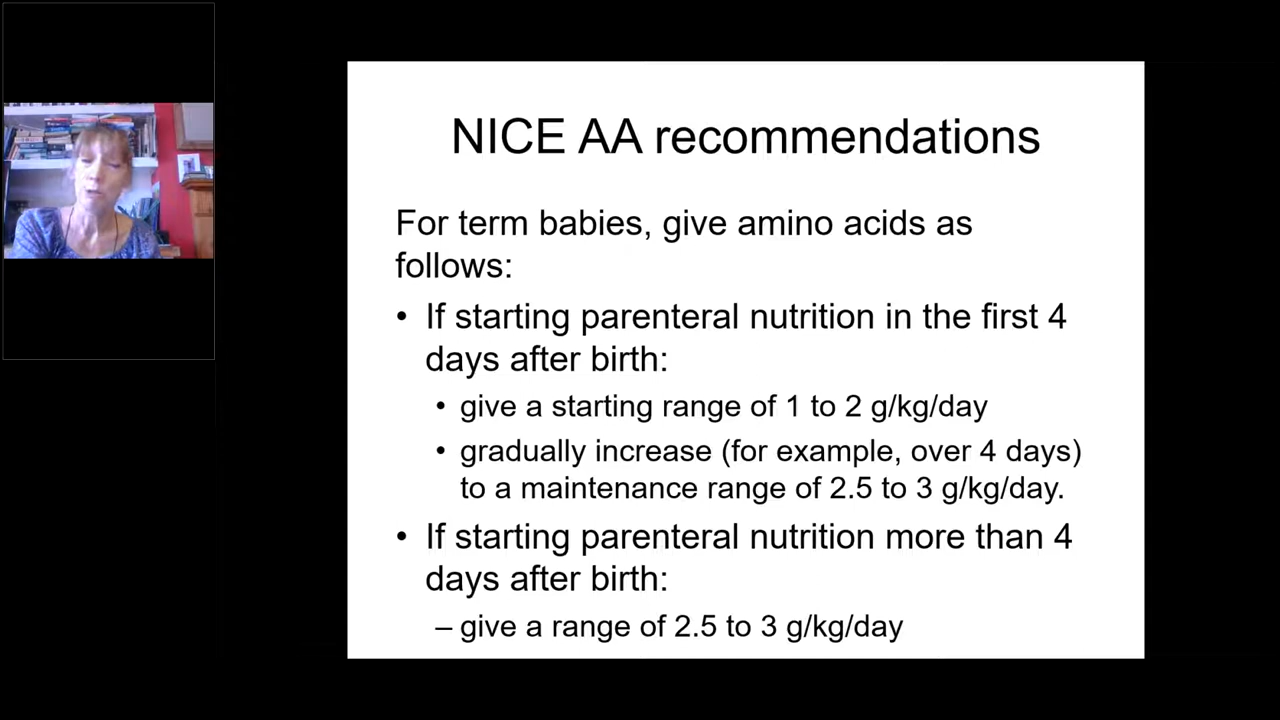 NICE AA recommendations
For term babies, give amino acids as
follows:
• If starting parenteral nutrition in the first 4
days after birth:
• give a starting range of 1 to 2 g/kg/day
• gradually increase (for example, over 4 days)
to a maintenance range of 2.5 to 3 g/kg/day.
• If starting parenteral nutrition more than 4
days after birth:
– give a range of 2.5 to 3 g/kg/day